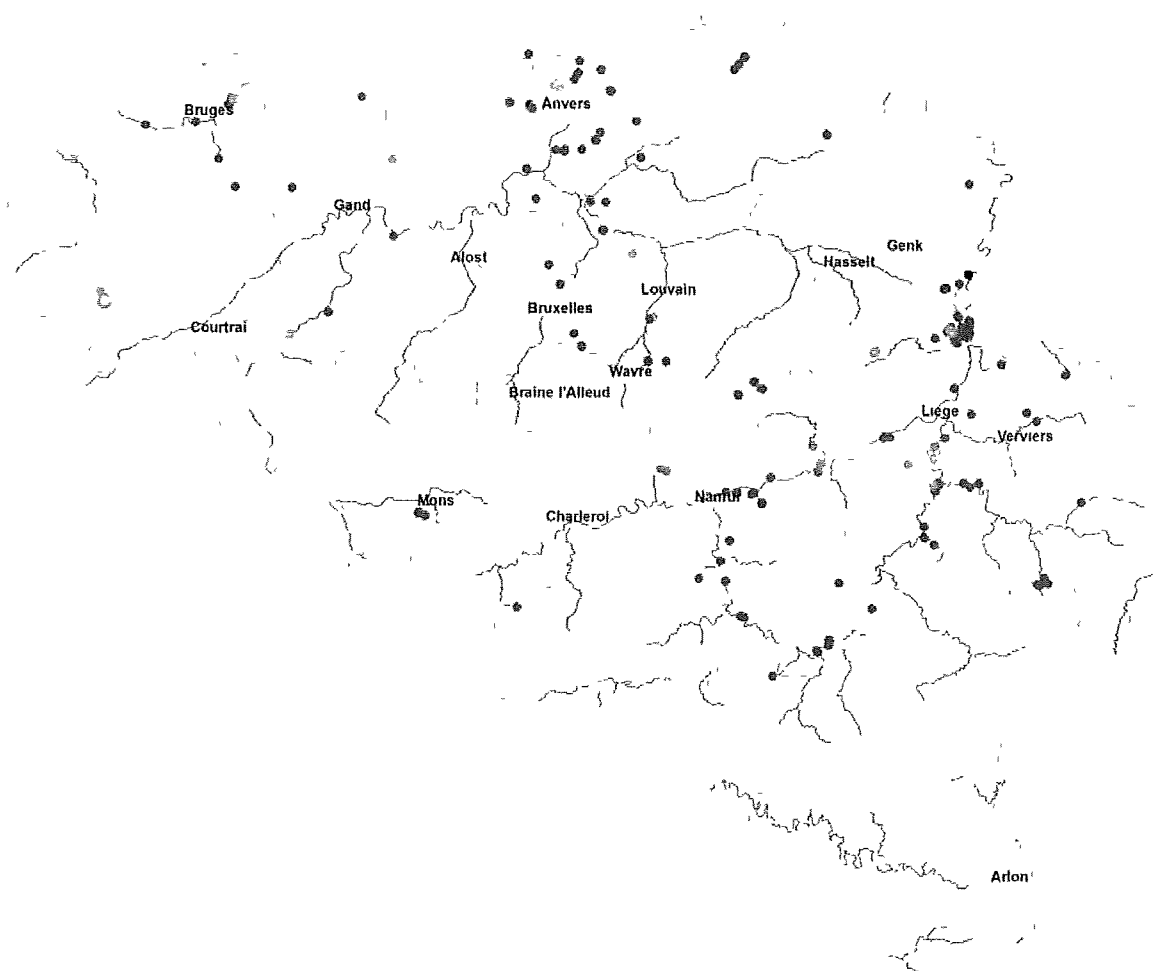 Anvers
Bruges
Gand
Genk
Alost
Hasselt
Louvain
Bruxelles
Courtrai
Wavre
Braine l'Alleud
Liège
Verviers
Namur
Mons
Charleroi
Arlon